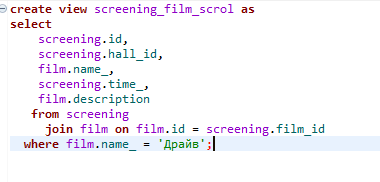 create view screening_film_scrol as
select
screening.id,
screening.hall_id,
film.name_,
screening.time_,
film.description
from screening
join film on film.id = screening.film_id
where film.name_ = 'Драйв';